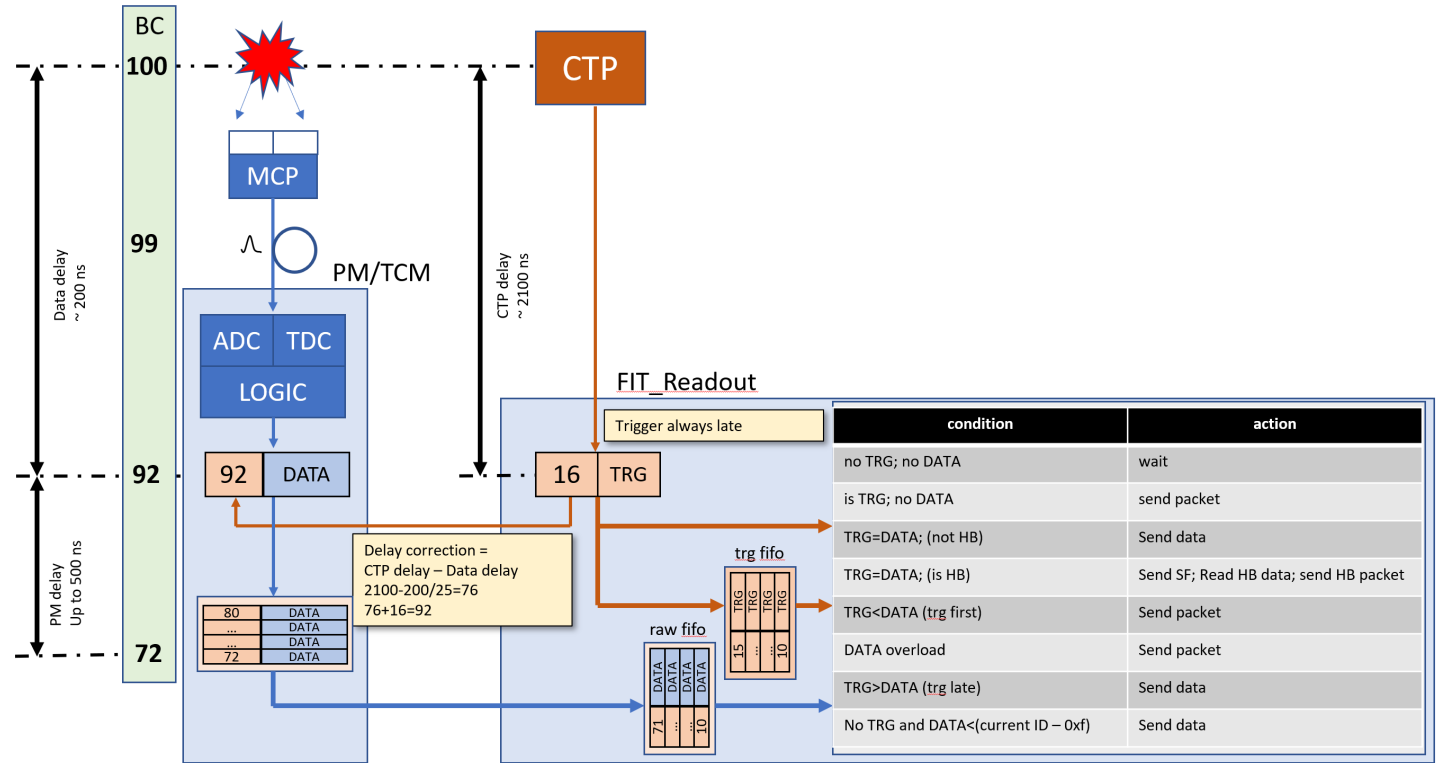 BC
100
99
92
72
Data delay
~ 200 ns
PM delay
Up to 500 ns
MCP
PM/TCM
ADC TDC
LOGIC
92 DATA
80 DATA
... DATA
... DATA
72 DATA
CTP
CTP delay
~ 2100 ns
FIT_Readout
Trigger always late
16 TRG
Delay correction =
CTP delay – Data delay
2100-200/25=76
76+16=92
trg fifo
TRG TRG TRG TRG
15 ... ... 10
raw fifo
DATA DATA DATA DATA
71 ... ... 10
condition action
no TRG; no DATA wait
is TRG; no DATA send packet
TRG=DATA; (not HB) Send data
TRG=DATA; (is HB) Send SF; Read HB data; send HB packet
TRG<DATA (trg first) Send packet
DATA overload Send packet
TRG>DATA (trg late) Send data
No TRG and DATA<(current ID – 0xf) Send data